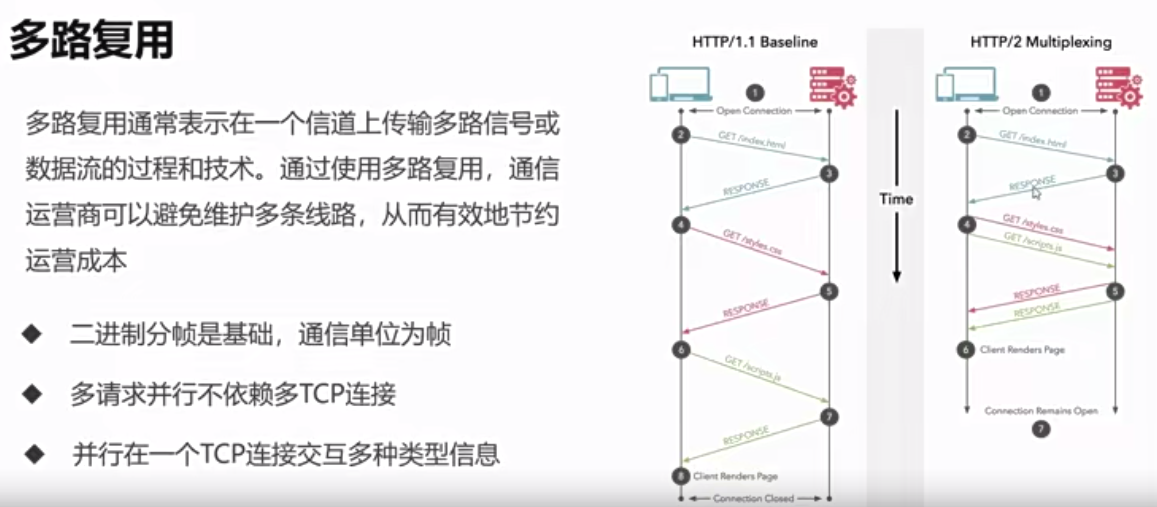 多路复用
多路复用通常表示在一个信道上传输多路信号或
数据流的过程和技术。通过使用多路复用，通信
运营商可以避免维护多条线路，从而有效地节约
运营成本
◆ 二进制分帧是基础，通信单位为帧
◆ 多请求并行不依赖多TCP连接
◆ 并行在一个TCP连接交互多种类型信息
HTTP/1.1 Baseline
1
Open Connection
2
GET /index.html
3
RESPONSE
4
GET /styles.css
5
RESPONSE
6
GET /scripts.js
7
RESPONSE
8 Client Renders Page
Connection Closed
Time
HTTP/2 Multiplexing
1
Open Connection
2
GET /index.html
3
RESPONSE
4
GET /styles.css
GET /scripts.js
5
RESPONSE
RESPONSE
6 Client Renders Page
Connection Remains Open
7